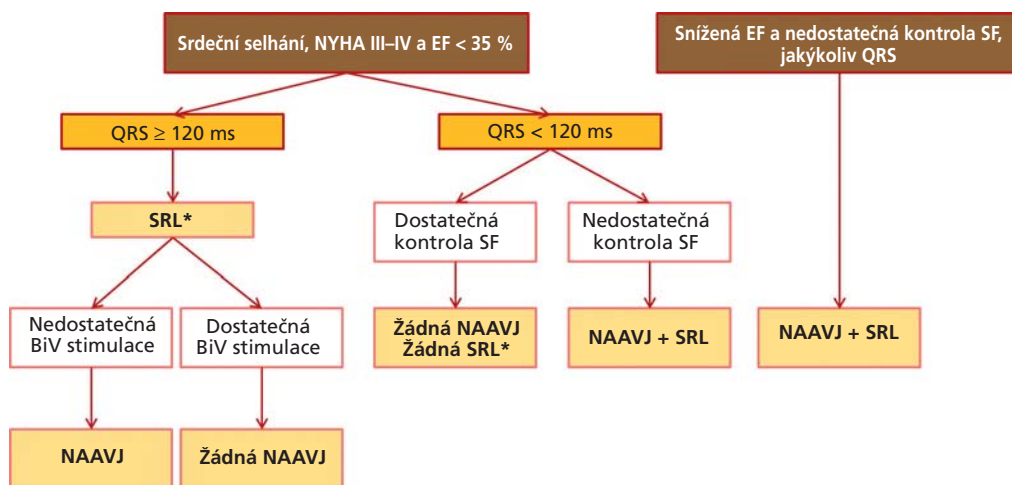 Srdeční selhání, NYHA III–IV a EF < 35 %
Snížená EF a nedostatečná kontrola SF,
jakýkoliv QRS
QRS ≥ 120 ms
QRS < 120 ms
SRL*
Dostatečná
kontrola SF
Nedostatečná
kontrola SF
Nedostatečná
BiV stimulace
Dostatečná
BiV stimulace
Žádná NAAVJ
Žádná SRL*
NAAVJ + SRL
NAAVJ + SRL
NAAVJ
Žádná NAAVJ